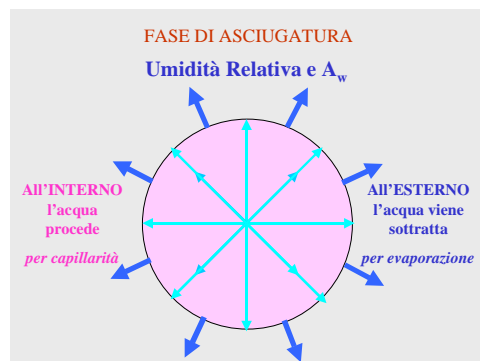 FASE DI ASCIUGATURA
Umidità Relativa e Aw
All'INTERNO
l'acqua
procede
per capillarità
All'ESTERNO
l'acqua viene
sottratta
per evaporazione